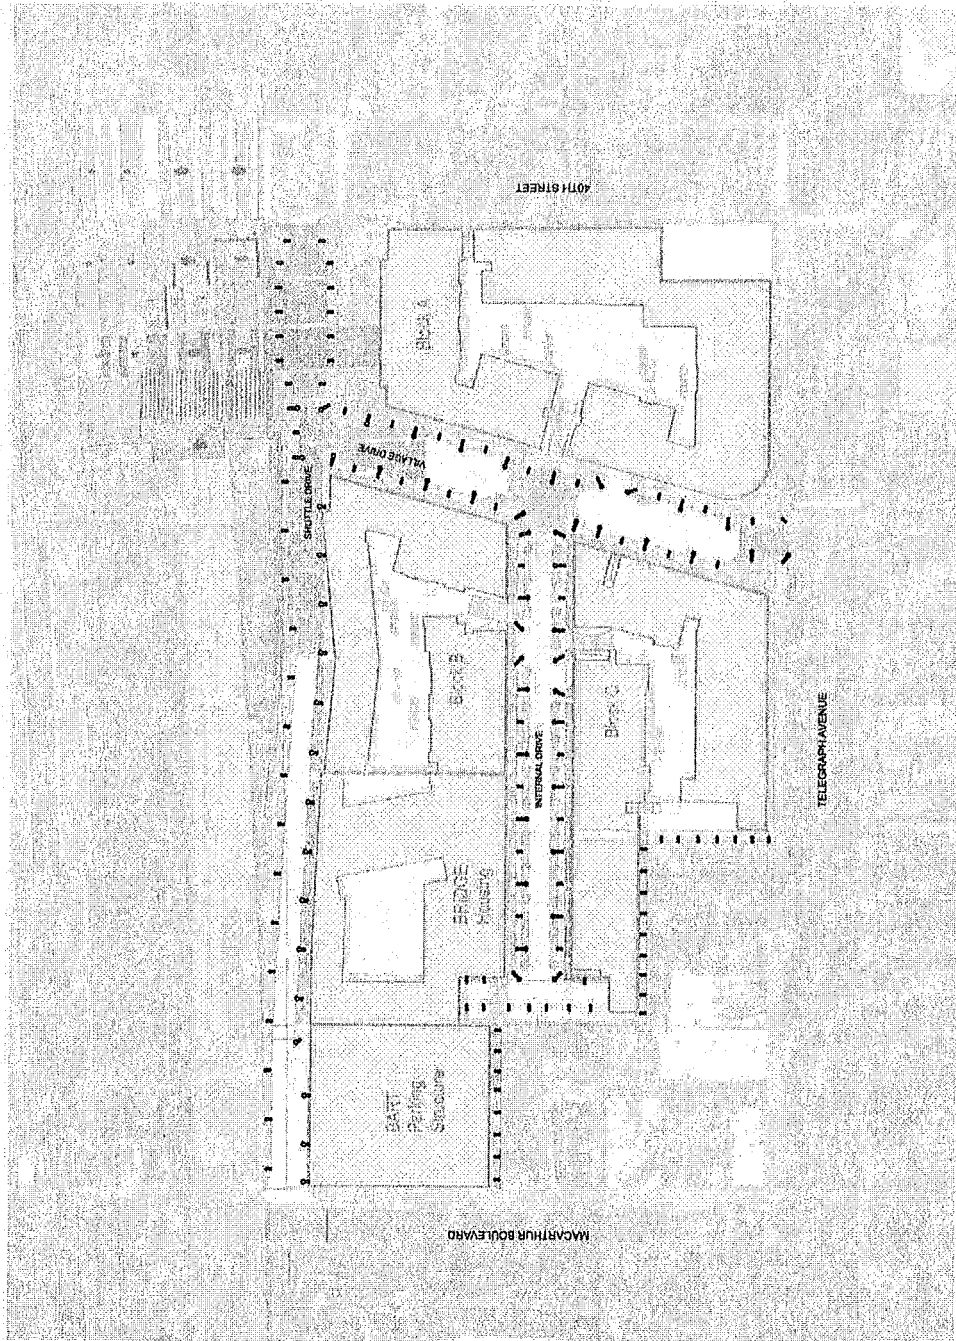 40TH STREET
Block A
VILLAGE DRIVE
SHUTTLE DRIVE
Block B
Block C
INTERNAL DRIVE
TELEGRAPH AVENUE
BRIDGE
Housing
BART
Parking
Structure
MACARTHUR BOULEVARD